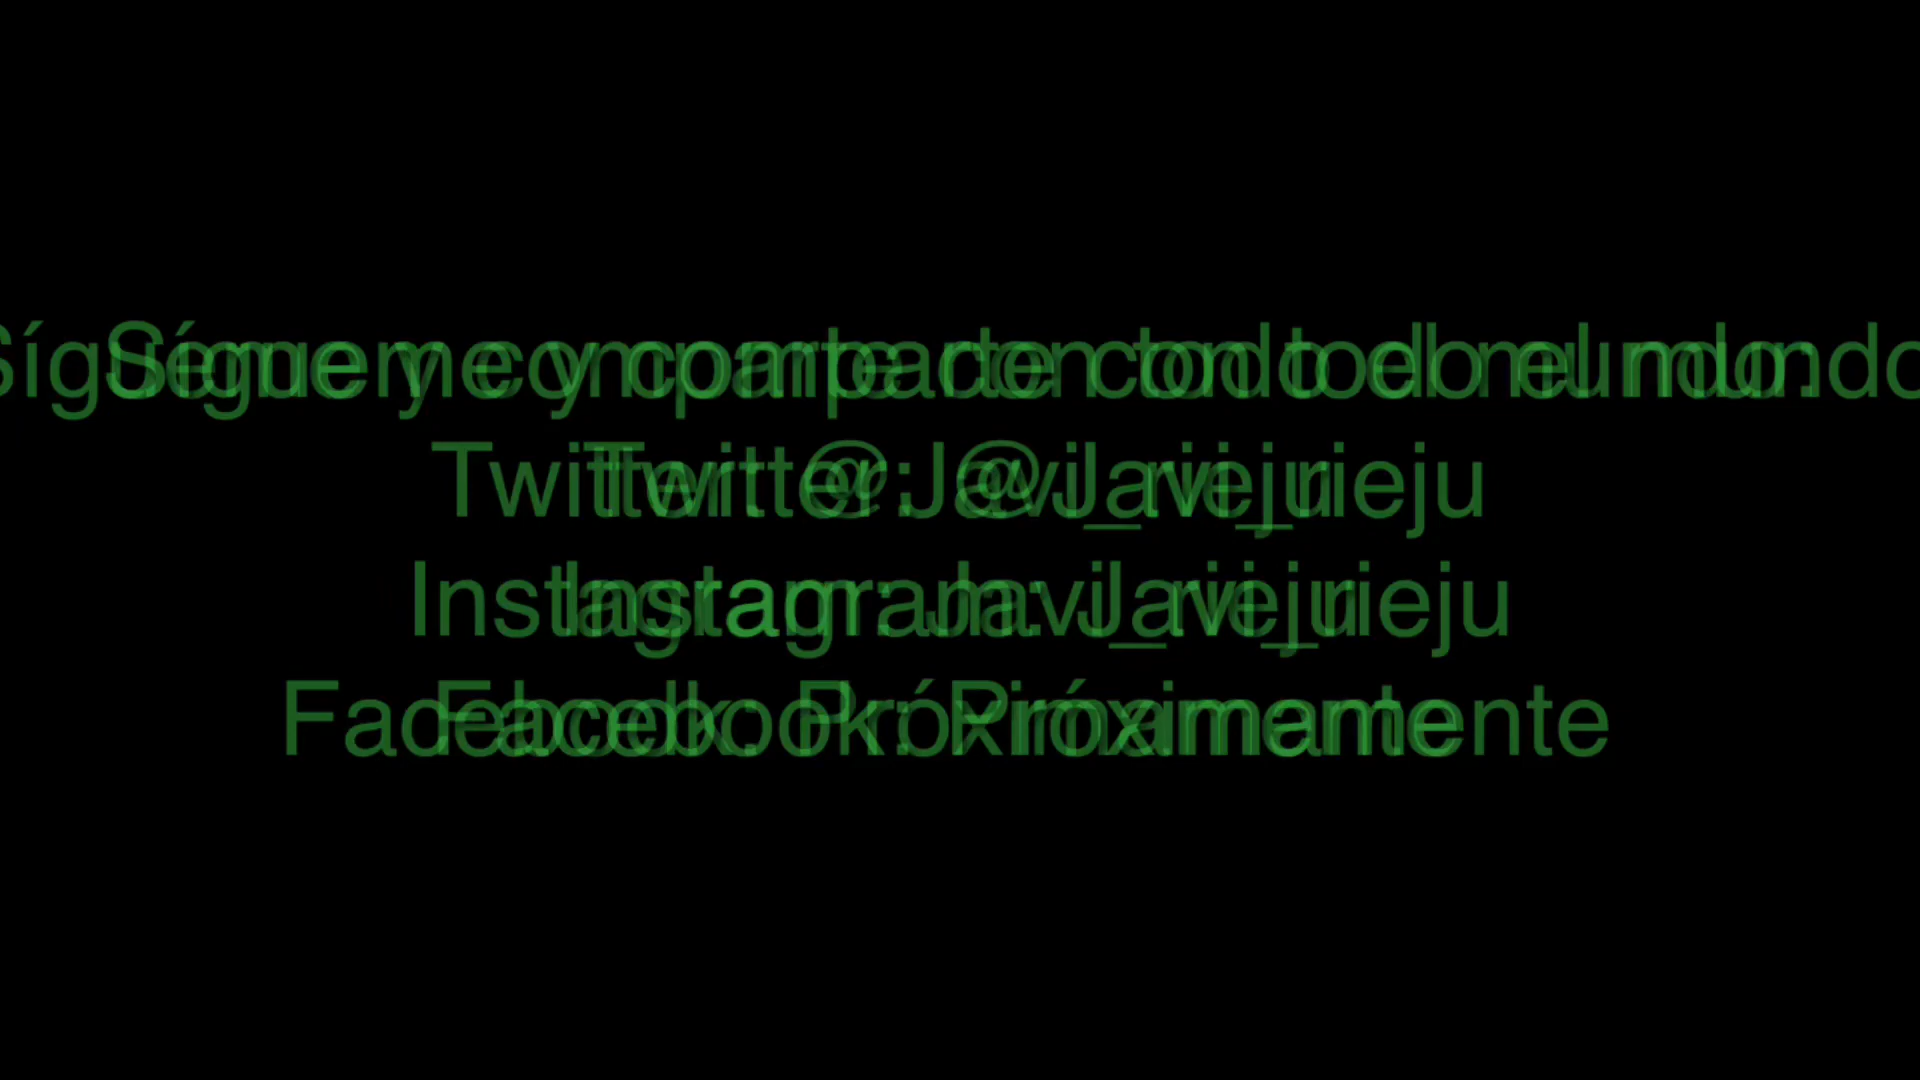 Sígueme y comparte con todo el mundo.
Twitter: @Javi_rieju
Instagram: Javi_rieju
Facebook: Próximamente